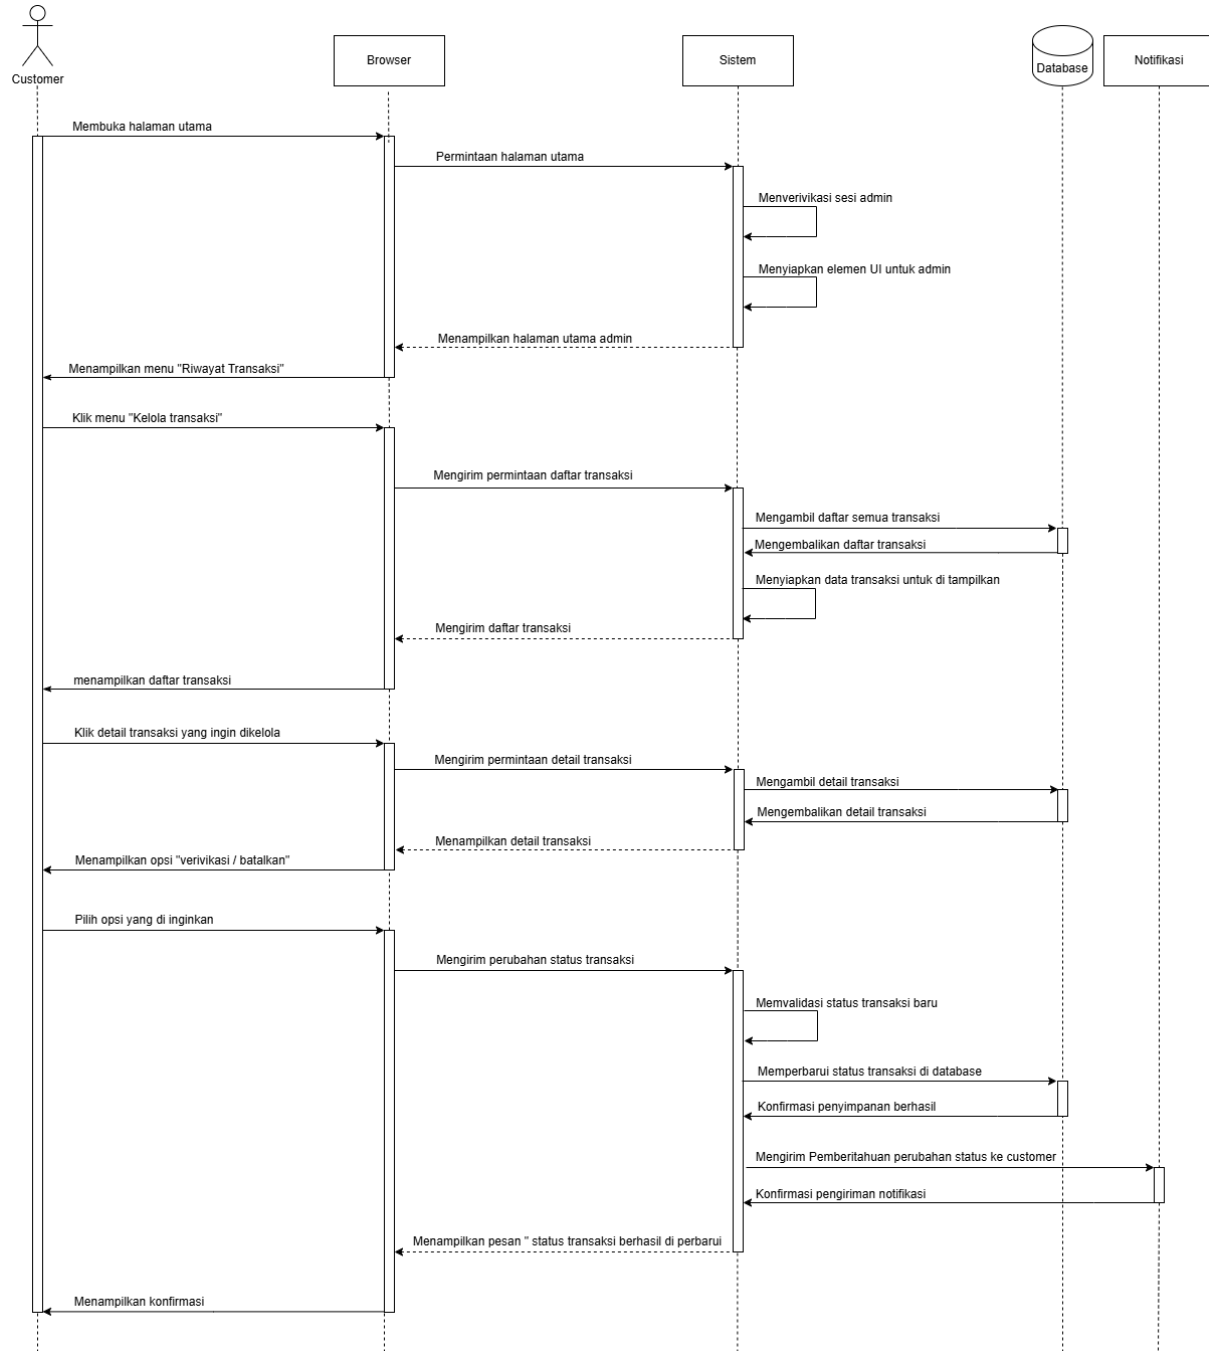 Customer
Browser
Sistem
Database
Notifikasi
Membuka halaman utama
Permintaan halaman utama
Menverivikasi sesi admin
Menyiapkan elemen UI untuk admin
Menampilkan halaman utama admin
Menampilkan menu "Riwayat Transaksi"
Klik menu "Kelola transaksi"
Mengirim permintaan daftar transaksi
Mengambil daftar semua transaksi
Mengembalikan daftar transaksi
Menyiapkan data transaksi untuk di tampilkan
Mengirim daftar transaksi
menampilkan daftar transaksi
Klik detail transaksi yang ingin dikelola
Mengirim permintaan detail transaksi
Mengambil detail transaksi
Mengembalikan detail transaksi
Menampilkan detail transaksi
Menampilkan opsi "verivikasi / batalkan"
Pilih opsi yang di inginkan
Mengirim perubahan status transaksi
Memvalidasi status transaksi baru
Memperbarui status transaksi di database
Konfirmasi penyimpanan berhasil
Mengirim Pemberitahuan perubahan status ke customer
Konfirmasi pengiriman notifikasi
Menampilkan pesan " status transaksi berhasil di perbarui
Menampilkan konfirmasi